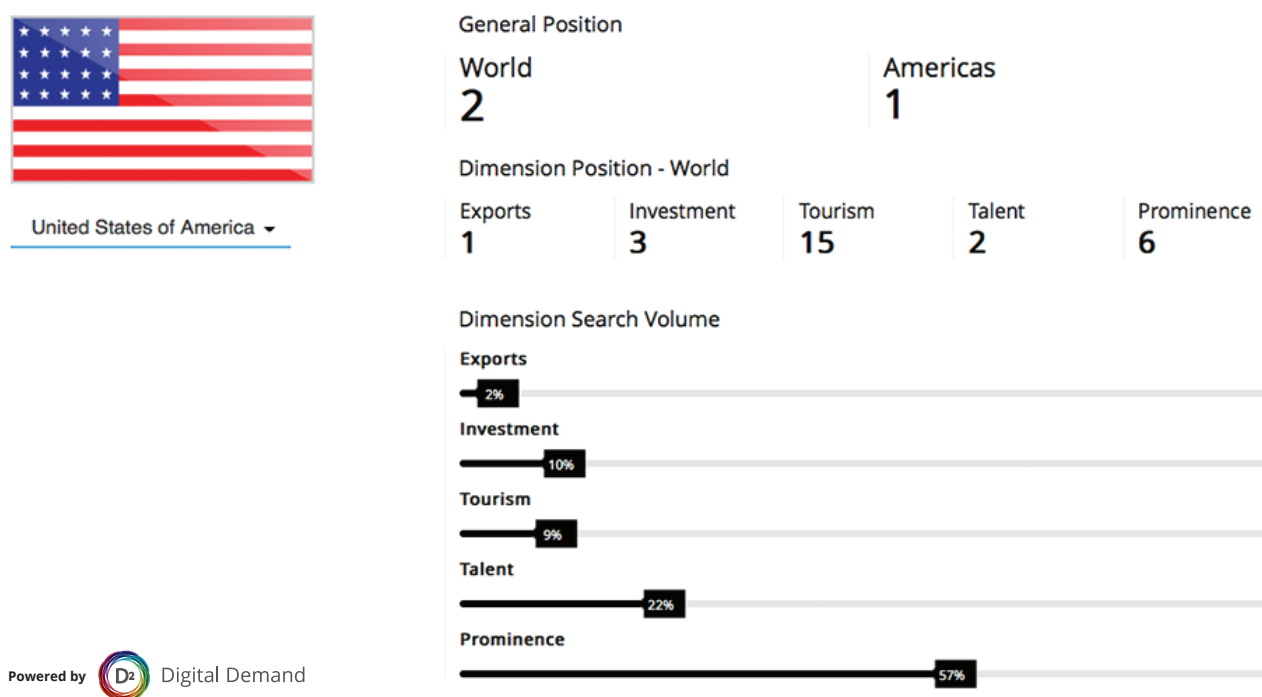 General Position
World
2
Americas
1
Dimension Position - World
Exports
1
Investment
3
Tourism
15
Talent
2
Prominence
6
United States of America
Dimension Search Volume
Exports
2%
Investment
10%
Tourism
9%
Talent
22%
Prominence
57%
Powered by D² Digital Demand